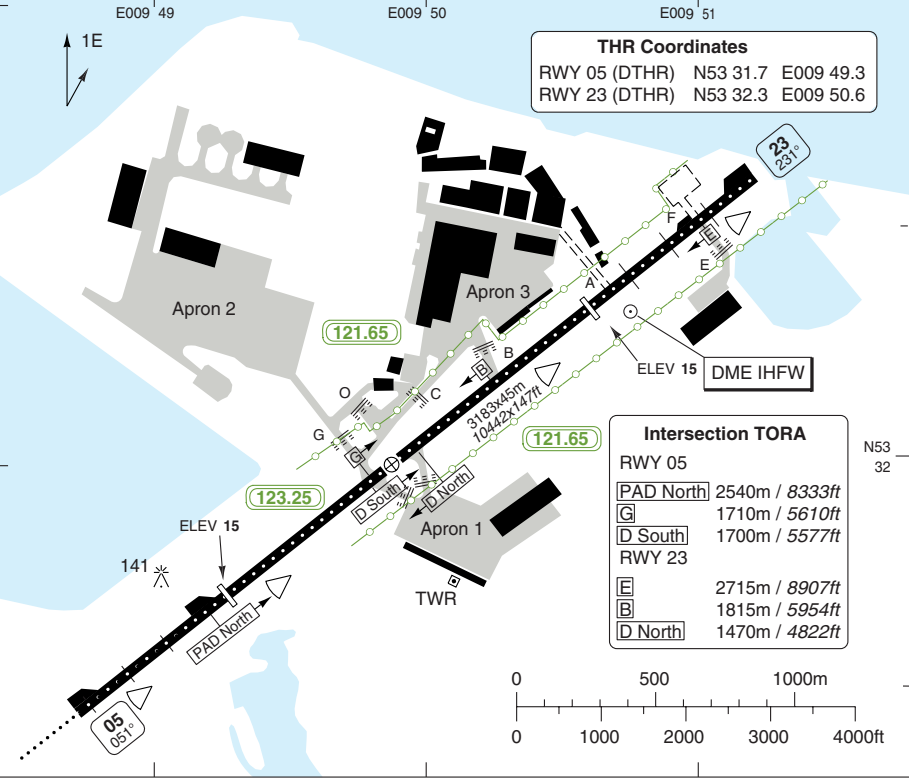 E009 49
E009 50
E009 51
1E
THR Coordinates
RWY 05 (DTHR) N53 31.7 E009 49.3
RWY 23 (DTHR) N53 32.3 E009 50.6
23
231°
F
E
E
Apron 2
Apron 3
A
121.65
ELEV 15
DME IHFW
B
B
O
C
3183x45m
10442x147ft
G
G
121.65
N53
32
123.25
D South
D North
Apron 1
ELEV 15
141
TWR
PAD North
05
051°
Intersection TORA
RWY 05
PAD North 2540m / 8333ft
G 1710m / 5610ft
D South 1700m / 5577ft
RWY 23
E 2715m / 8907ft
B 1815m / 5954ft
D North 1470m / 4822ft
0 500 1000m
0 1000 2000 3000 4000ft